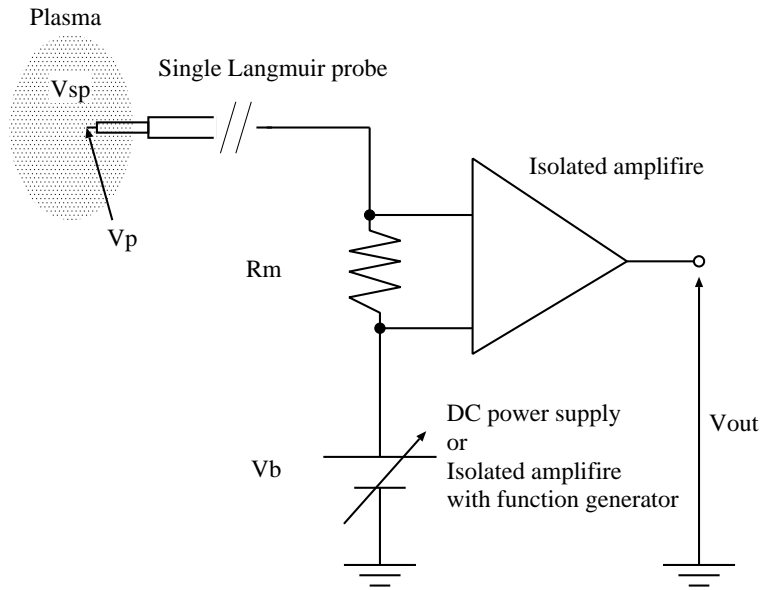 Plasma
Single Langmuir probe
Vsp
Isolated amplifire
Vp
Rm
DC power supply
or
Isolated amplifire
with function generator
Vb
Vout